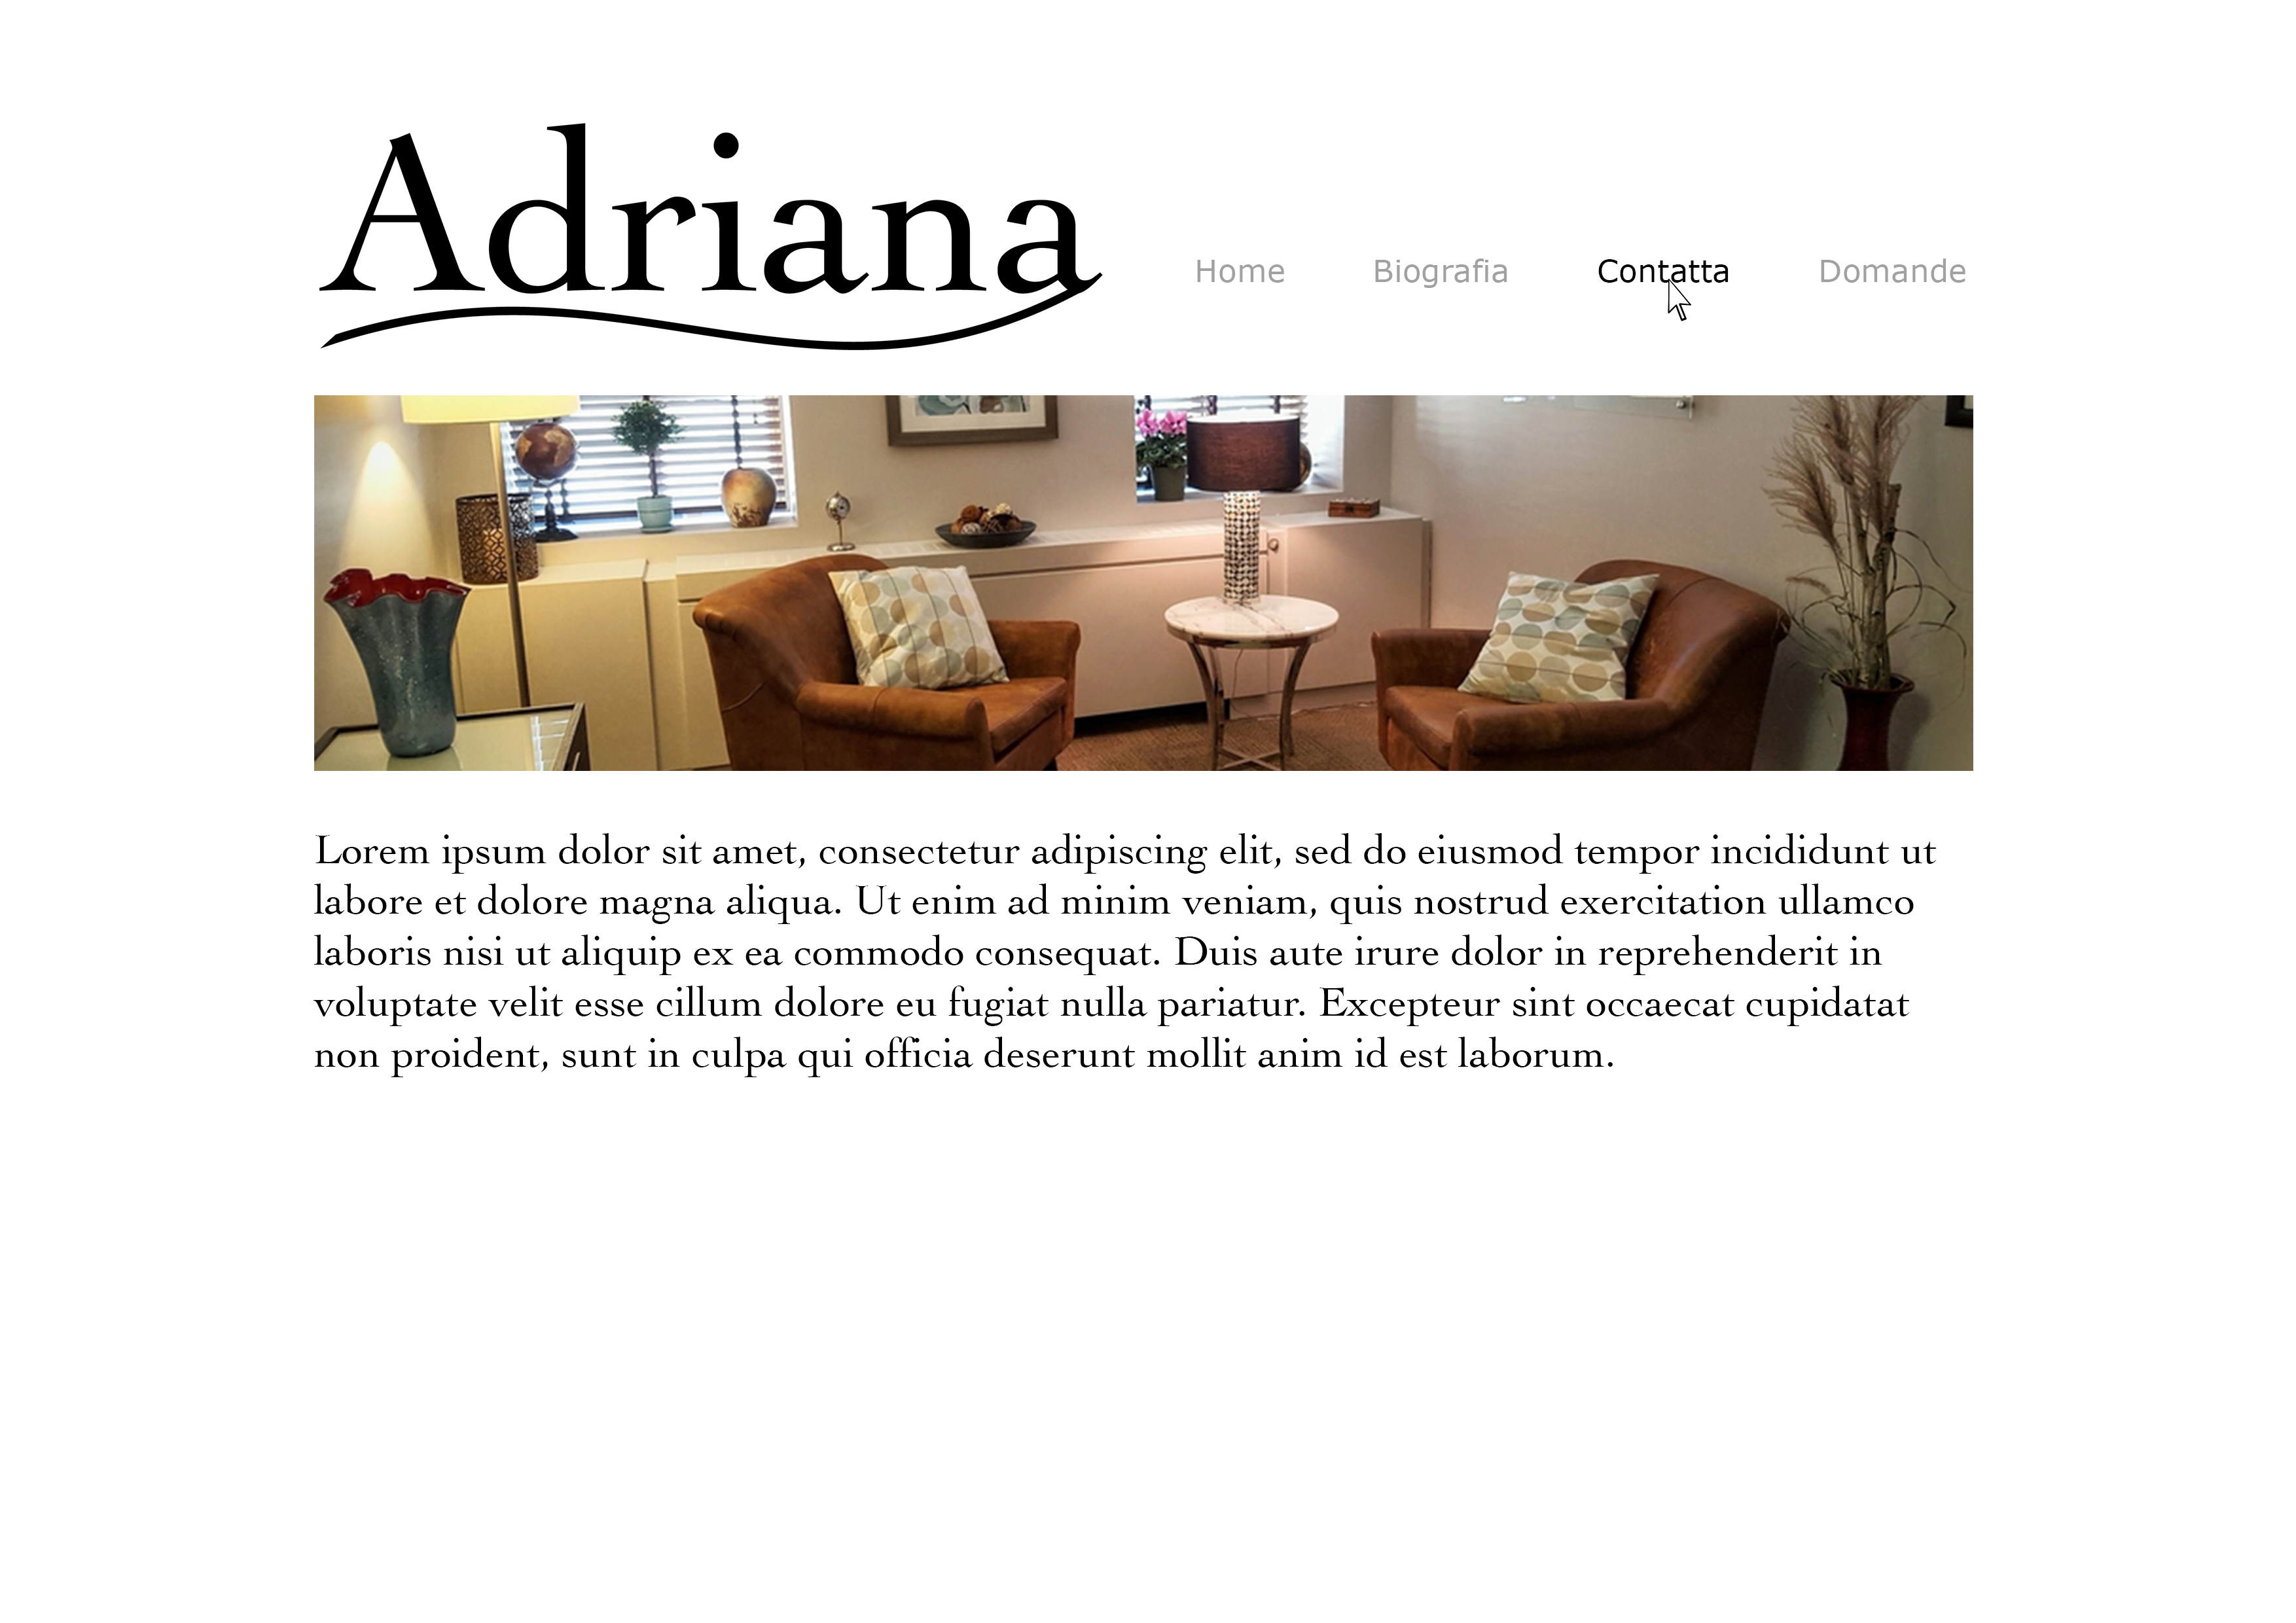 Adriana
Home Biografia Contatta Domande
Lorem ipsum dolor sit amet, consectetur adipiscing elit, sed do eiusmod tempor incididunt ut
labore et dolore magna aliqua. Ut enim ad minim veniam, quis nostrud exercitation ullamco
laboris nisi ut aliquip ex ea commodo consequat. Duis aute irure dolor in reprehenderit in
voluptate velit esse cillum dolore eu fugiat nulla pariatur. Excepteur sint occaecat cupidatat
non proident, sunt in culpa qui officia deserunt mollit anim id est laborum.